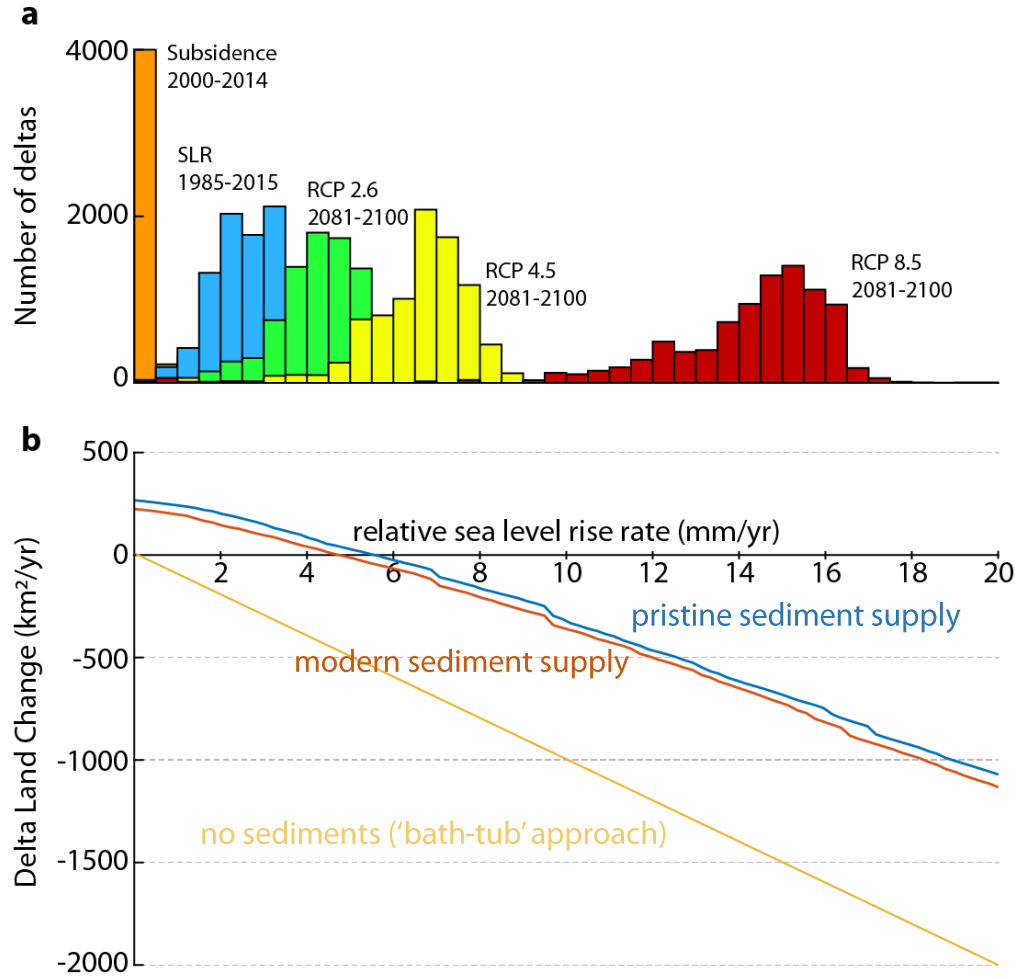 a
4000
2000
0
Number of deltas
Subsidence
2000-2014
SLR
1985-2015
RCP 2.6
2081-2100
RCP 4.5
2081-2100
RCP 8.5
2081-2100
b
500
0
-500
-1000
-1500
-2000
Delta Land Change (km²/yr)
relative sea level rise rate (mm/yr)
2 4 6 8 10 12 14 16 18 20
pristine sediment supply
modern sediment supply
no sediments (‘bath-tub’ approach)